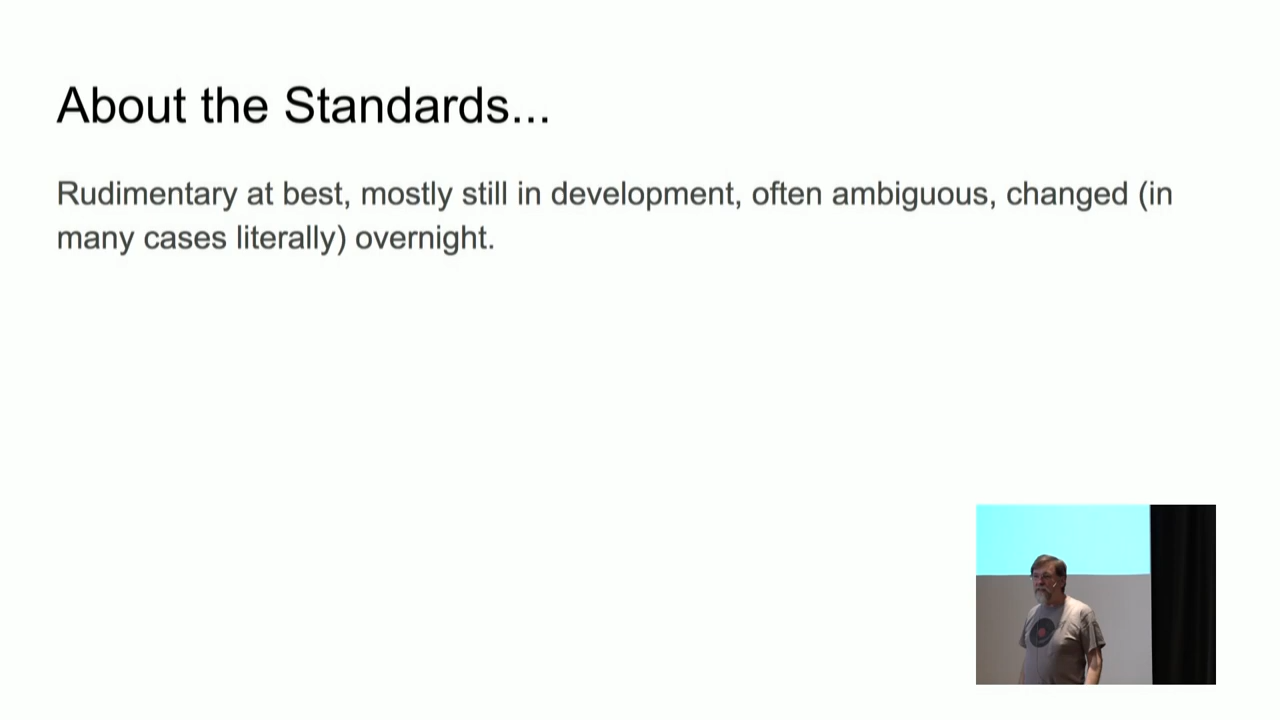 About the Standards...
Rudimentary at best, mostly still in development, often ambiguous, changed (in
many cases literally) overnight.